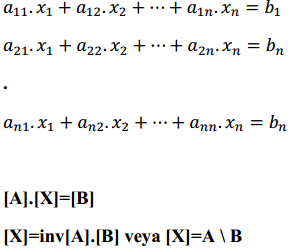 a₁₁.x₁ + a₁₂.x₂ + ⋯ + a₁ₙ.xₙ = b₁
a₂₁.x₁ + a₂₂.x₂ + ⋯ + a₂ₙ.xₙ = bₙ
.
aₙ₁.x₁ + aₙ₂.x₂ + ⋯ + aₙₙ.xₙ = bₙ
[A].[X]=[B]
[X]=inv[A].[B] veya [X]=A \ B